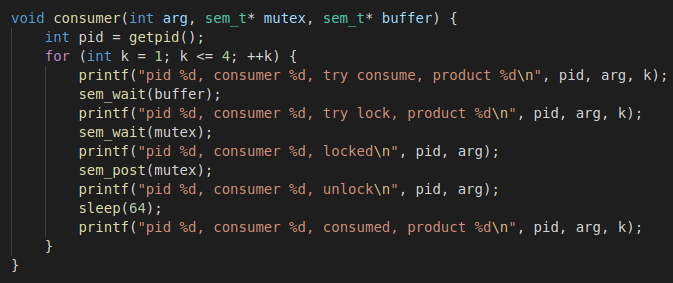 void consumer(int arg, sem_t* mutex, sem_t* buffer) {
    int pid = getpid();
    for (int k = 1; k <= 4; ++k) {
        printf("pid %d, consumer %d, try consume, product %d\n", pid, arg, k);
        sem_wait(buffer);
        printf("pid %d, consumer %d, try lock, product %d\n", pid, arg, k);
        sem_wait(mutex);
        printf("pid %d, consumer %d, locked\n", pid, arg);
        sem_post(mutex);
        printf("pid %d, consumer %d, unlock\n", pid, arg);
        sleep(64);
        printf("pid %d, consumer %d, consumed, product %d\n", pid, arg, k);
    }
}